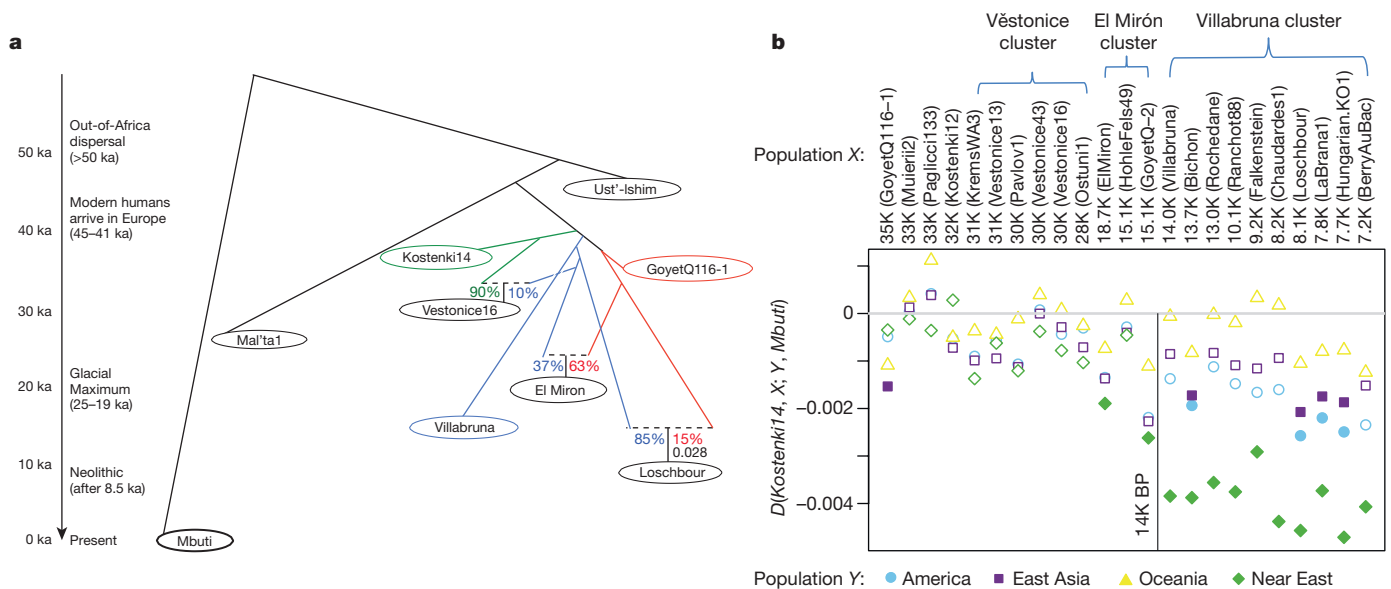 a
50 ka
40 ka
30 ka
20 ka
10 ka
0 ka
Out-of-Africa
dispersal
(>50 ka)
Modern humans
arrive in Europe
(45–41 ka)
Glacial
Maximum
(25–19 ka)
Neolithic
(after 8.5 ka)
Present
Ust'-Ishim
Kostenki14
GoyetQ116-1
90% 10%
Vestonice16
Mal'ta1
37% 63%
El Miron
Villabruna
85% 15%
0.028
Loschbour
Mbuti
b
Věstonice
cluster
El Mirón
cluster
Villabruna cluster
Population X:
35K (GoyetQ116–1)
33K (Muierii2)
33K (Paglicci133)
32K (Kostenki12)
31K (KremsWA3)
31K (Vestonice13)
30K (Pavlov1)
30K (Vestonice43)
30K (Vestonice16)
28K (Ostuni1)
18.7K (ElMiron)
15.1K (HohleFels49)
15.1K (GoyetQ–2)
14.0K (Villabruna)
13.7K (Bichon)
13.0K (Rochedane)
10.1K (Ranchot88)
9.2K (Falkenstein)
8.2K (Chaudardes1)
8.1K (Loschbour)
7.8K (LaBrana1)
7.7K (Hungarian.KO1)
7.2K (BerryAuBac)
D(Kostenki14, X; Y, Mbuti)
0
−0.002
−0.004
14K BP
Population Y: America East Asia Oceania Near East